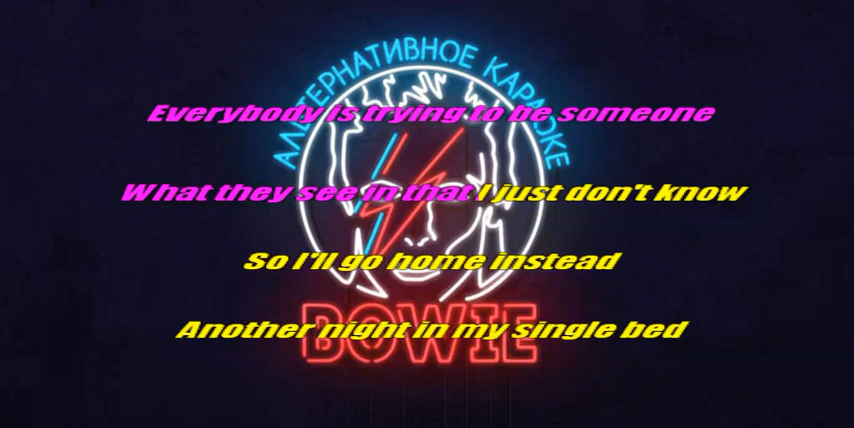 АЛЬТЕРНАТИВНОЕ КАРАОКЕ
Everybody is trying to be someone
What they see in that I just don't know
So I'll go home instead
Another night in my single bed
BOWIE